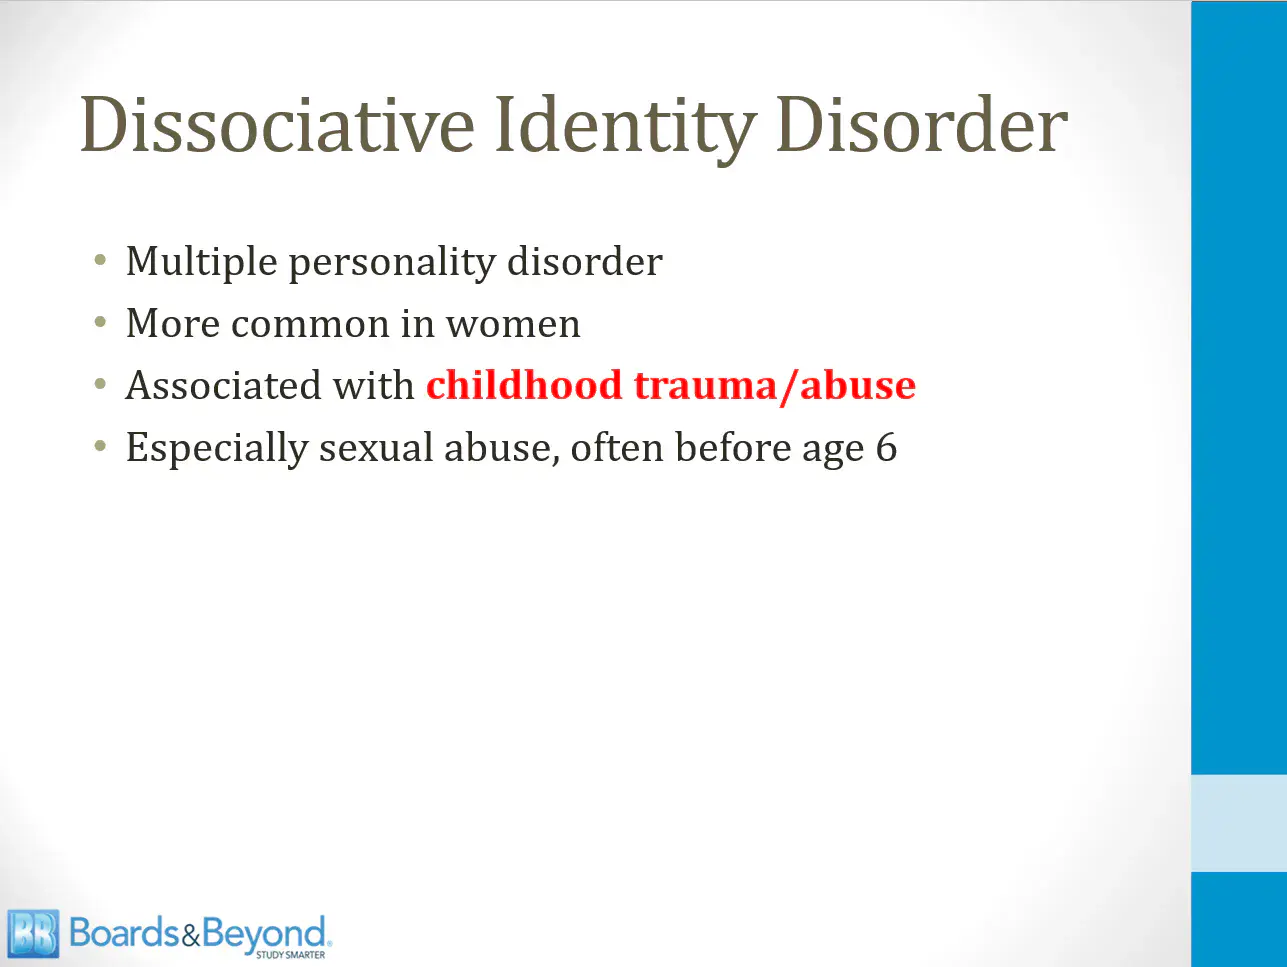 Dissociative Identity Disorder
• Multiple personality disorder
• More common in women
• Associated with childhood trauma/abuse
• Especially sexual abuse, often before age 6
BB Boards&Beyond.
STUDY SMARTER